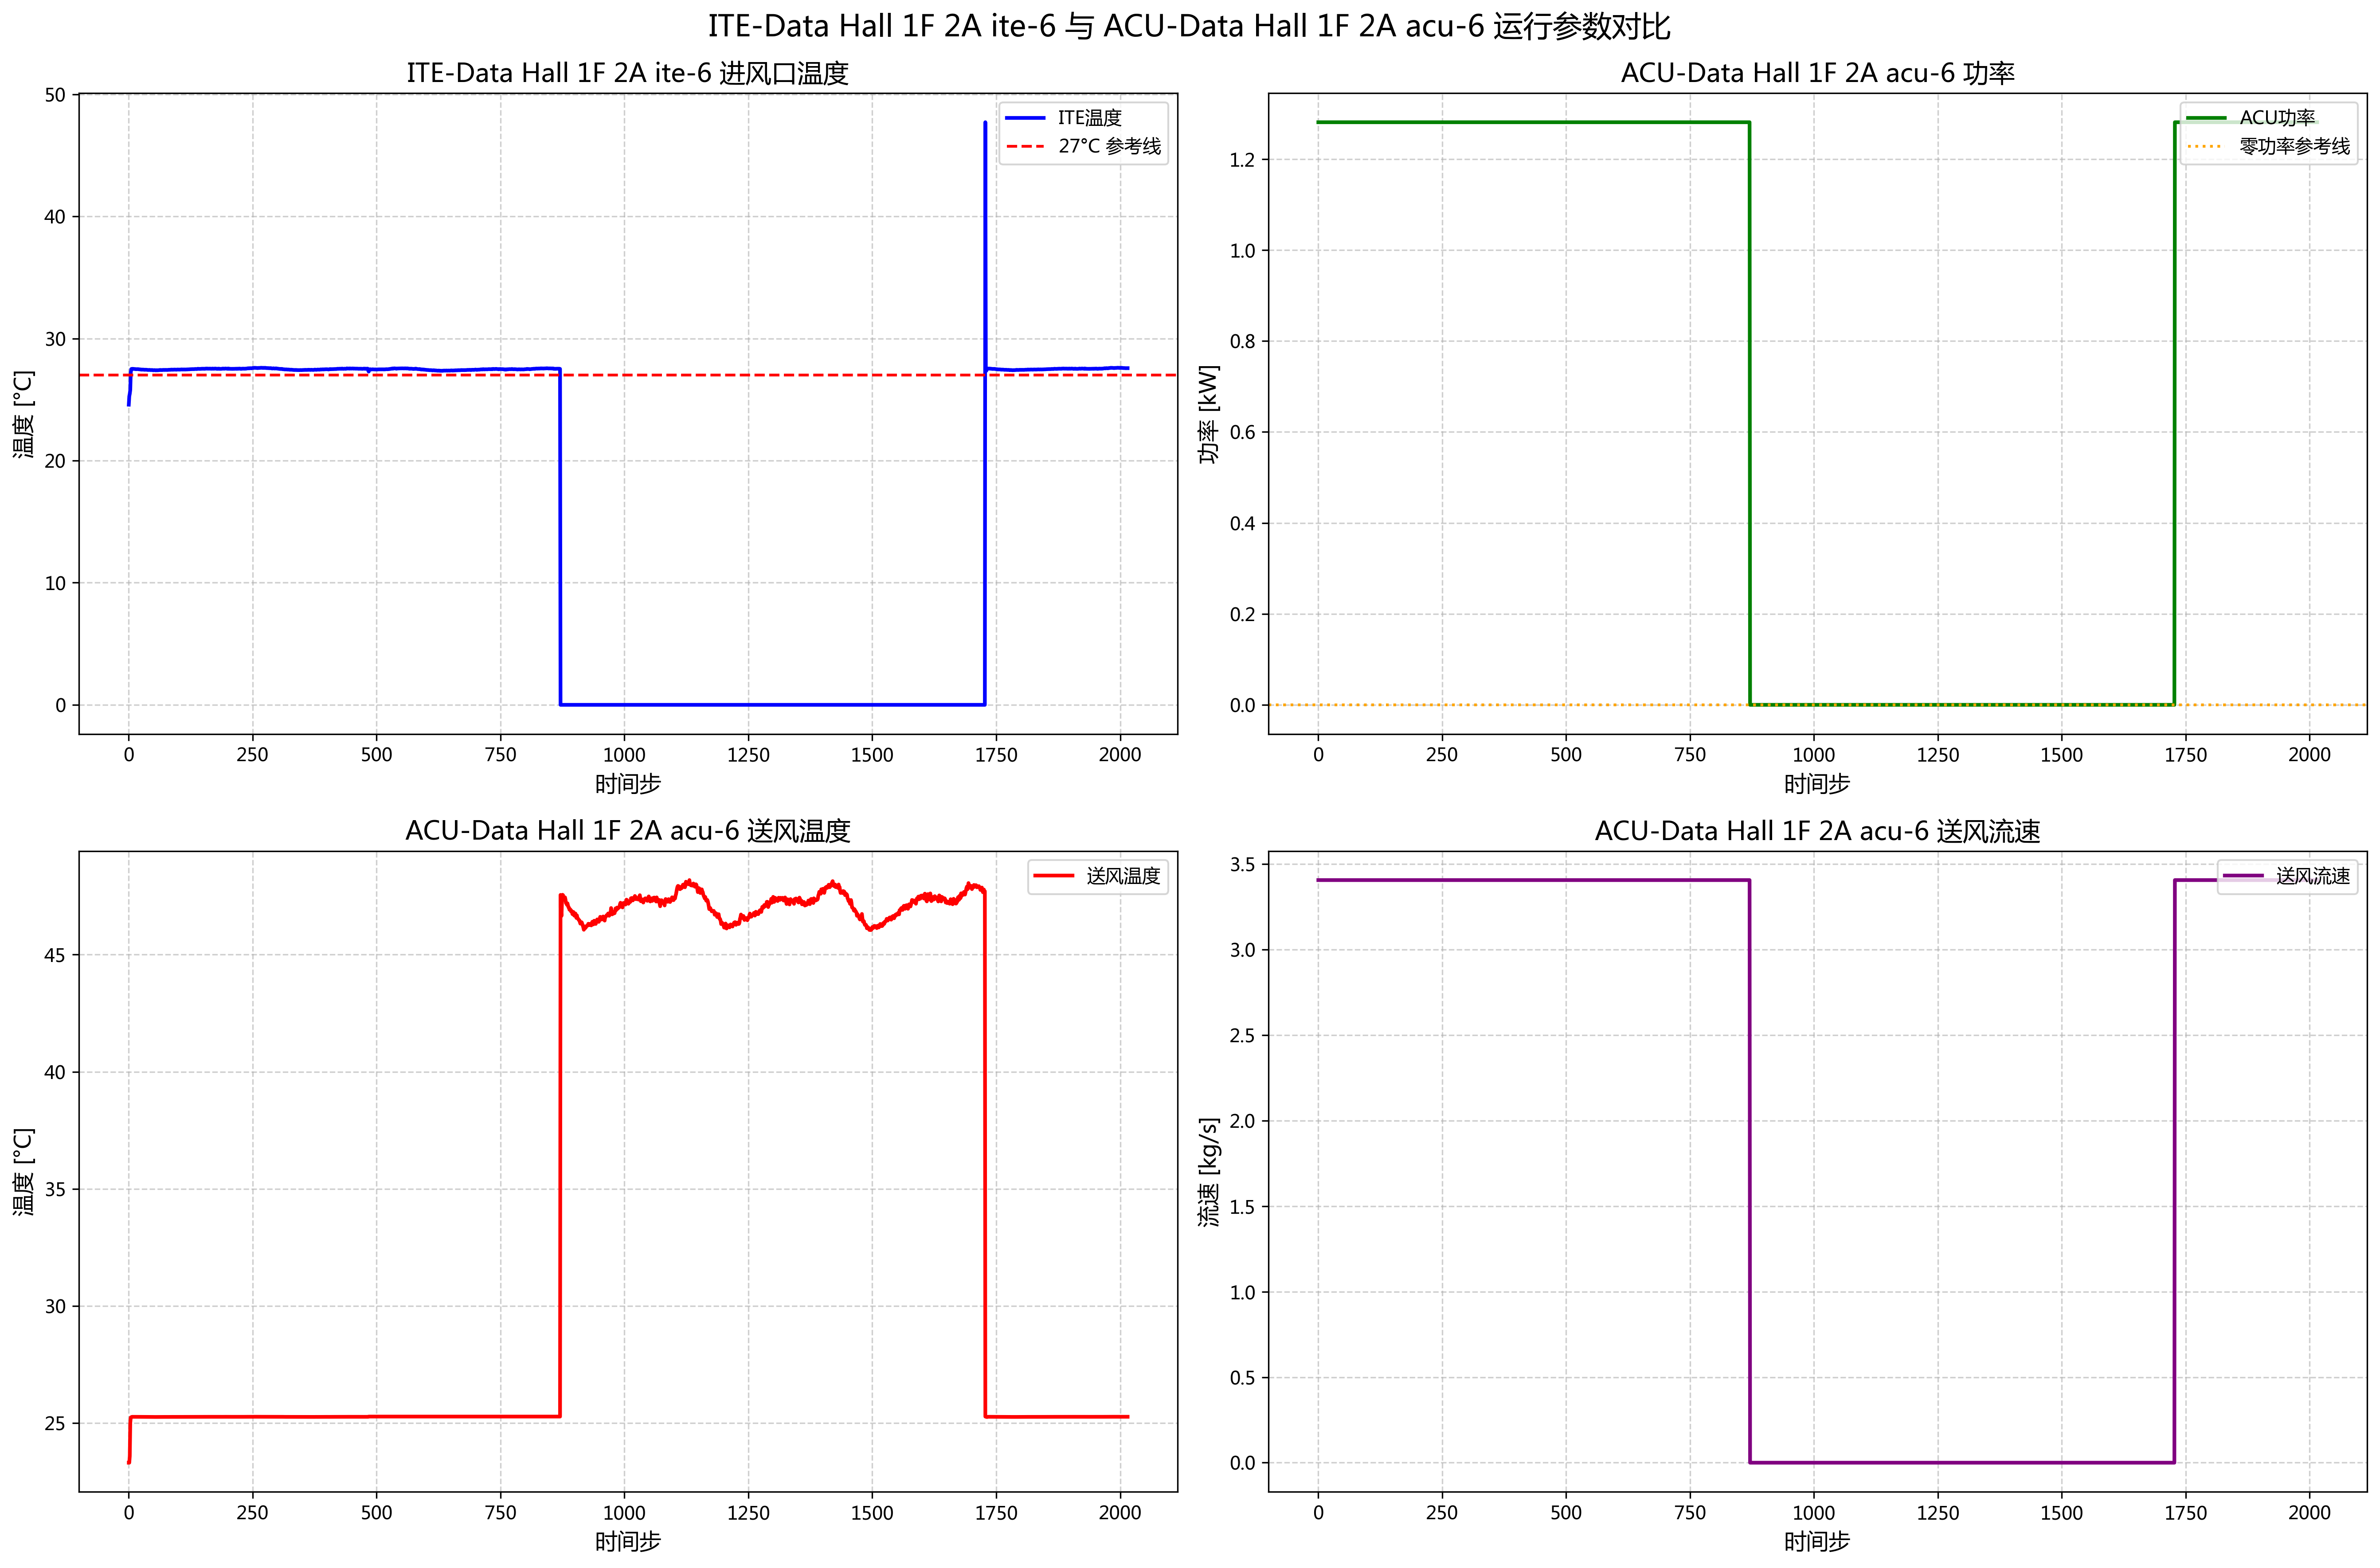 ITE-Data Hall 1F 2A ite-6 与 ACU-Data Hall 1F 2A acu-6 运行参数对比
ITE-Data Hall 1F 2A ite-6 进风口温度
温度 [°C]
50
40
30
20
10
0
ITE温度
27°C 参考线
0 250 500 750 1000 1250 1500 1750 2000
时间步
ACU-Data Hall 1F 2A acu-6 功率
功率 [kW]
1.2
1.0
0.8
0.6
0.4
0.2
0.0
ACU功率
零功率参考线
0 250 500 750 1000 1250 1500 1750 2000
时间步
ACU-Data Hall 1F 2A acu-6 送风温度
温度 [°C]
45
40
35
30
25
送风温度
0 250 500 750 1000 1250 1500 1750 2000
时间步
ACU-Data Hall 1F 2A acu-6 送风流速
流速 [kg/s]
3.5
3.0
2.5
2.0
1.5
1.0
0.5
0.0
送风流速
0 250 500 750 1000 1250 1500 1750 2000
时间步